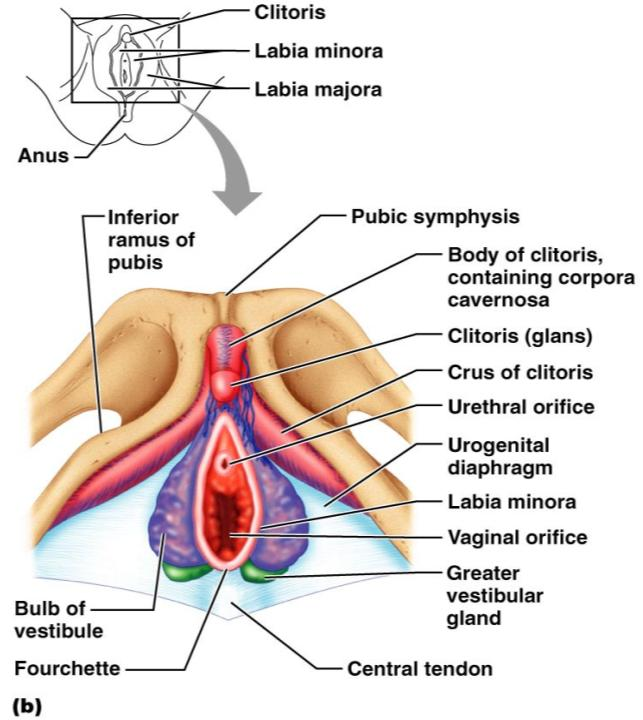 Clitoris
Labia minora
Labia majora
Anus
Inferior
ramus of
pubis
Pubic symphysis
Body of clitoris,
containing corpora
cavernosa
Clitoris (glans)
Crus of clitoris
Urethral orifice
Urogenital
diaphragm
Labia minora
Vaginal orifice
Greater
vestibular
gland
Bulb of
vestibule
Fourchette
Central tendon
(b)